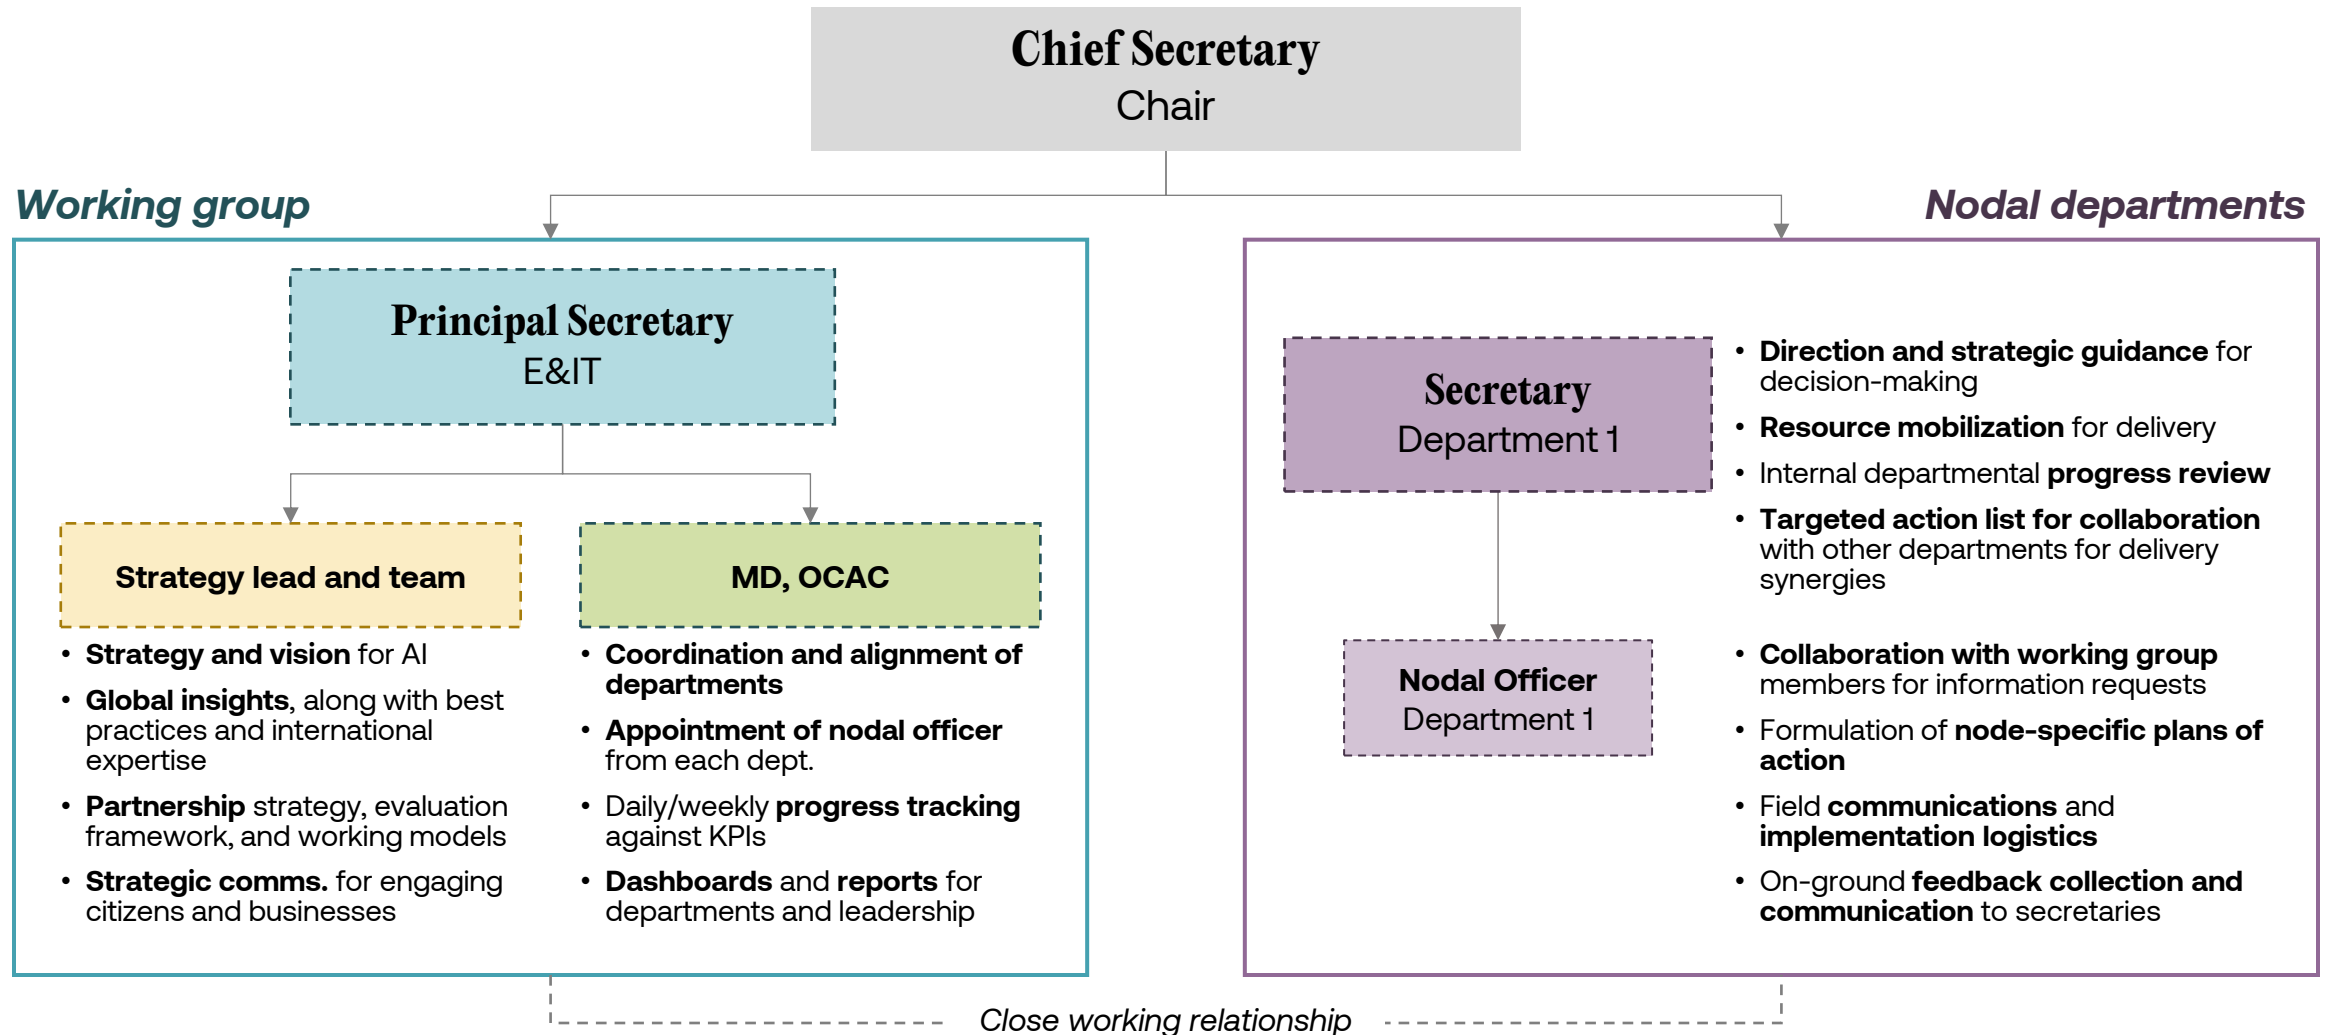 Chief Secretary
Chair
Working group
Nodal departments
Principal Secretary
E&IT
Strategy lead and team
• Strategy and vision for AI
• Global insights, along with best
practices and international
expertise
• Partnership strategy, evaluation
framework, and working models
• Strategic comms. for engaging
citizens and businesses
MD, OCAC
• Coordination and alignment of
departments
• Appointment of nodal officer
from each dept.
• Daily/weekly progress tracking
against KPIs
• Dashboards and reports for
departments and leadership
Secretary
Department 1
• Direction and strategic guidance for
decision-making
• Resource mobilization for delivery
• Internal departmental progress review
• Targeted action list for collaboration
with other departments for delivery
synergies
Nodal Officer
Department 1
• Collaboration with working group
members for information requests
• Formulation of node-specific plans of
action
• Field communications and
implementation logistics
• On-ground feedback collection and
communication to secretaries
Close working relationship